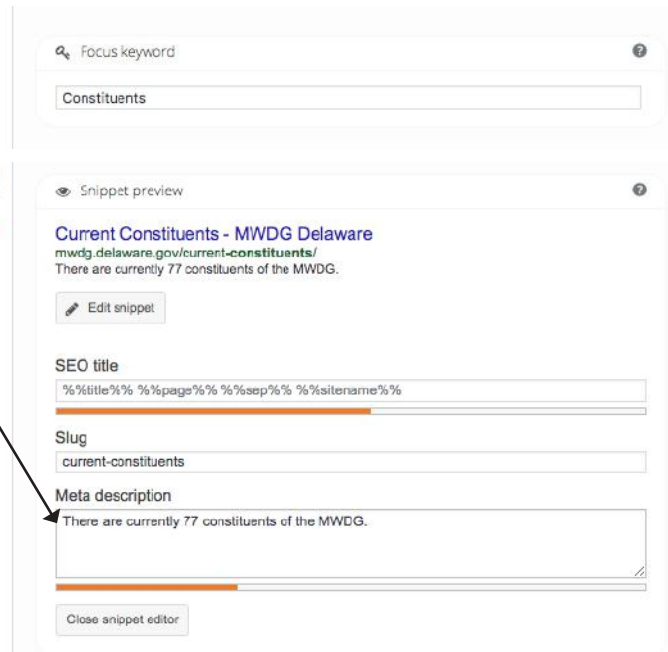 Focus keyword
Constituents
Snippet preview
Current Constituents - MWDG Delaware
mwdg.delaware.gov/current-constituents/
There are currently 77 constituents of the MWDG.
Edit snippet
SEO title
%%title%% %%page%% %%sep%% %%sitename%%
Slug
current-constituents
Meta description
There are currently 77 constituents of the MWDG.
Close snippet editor